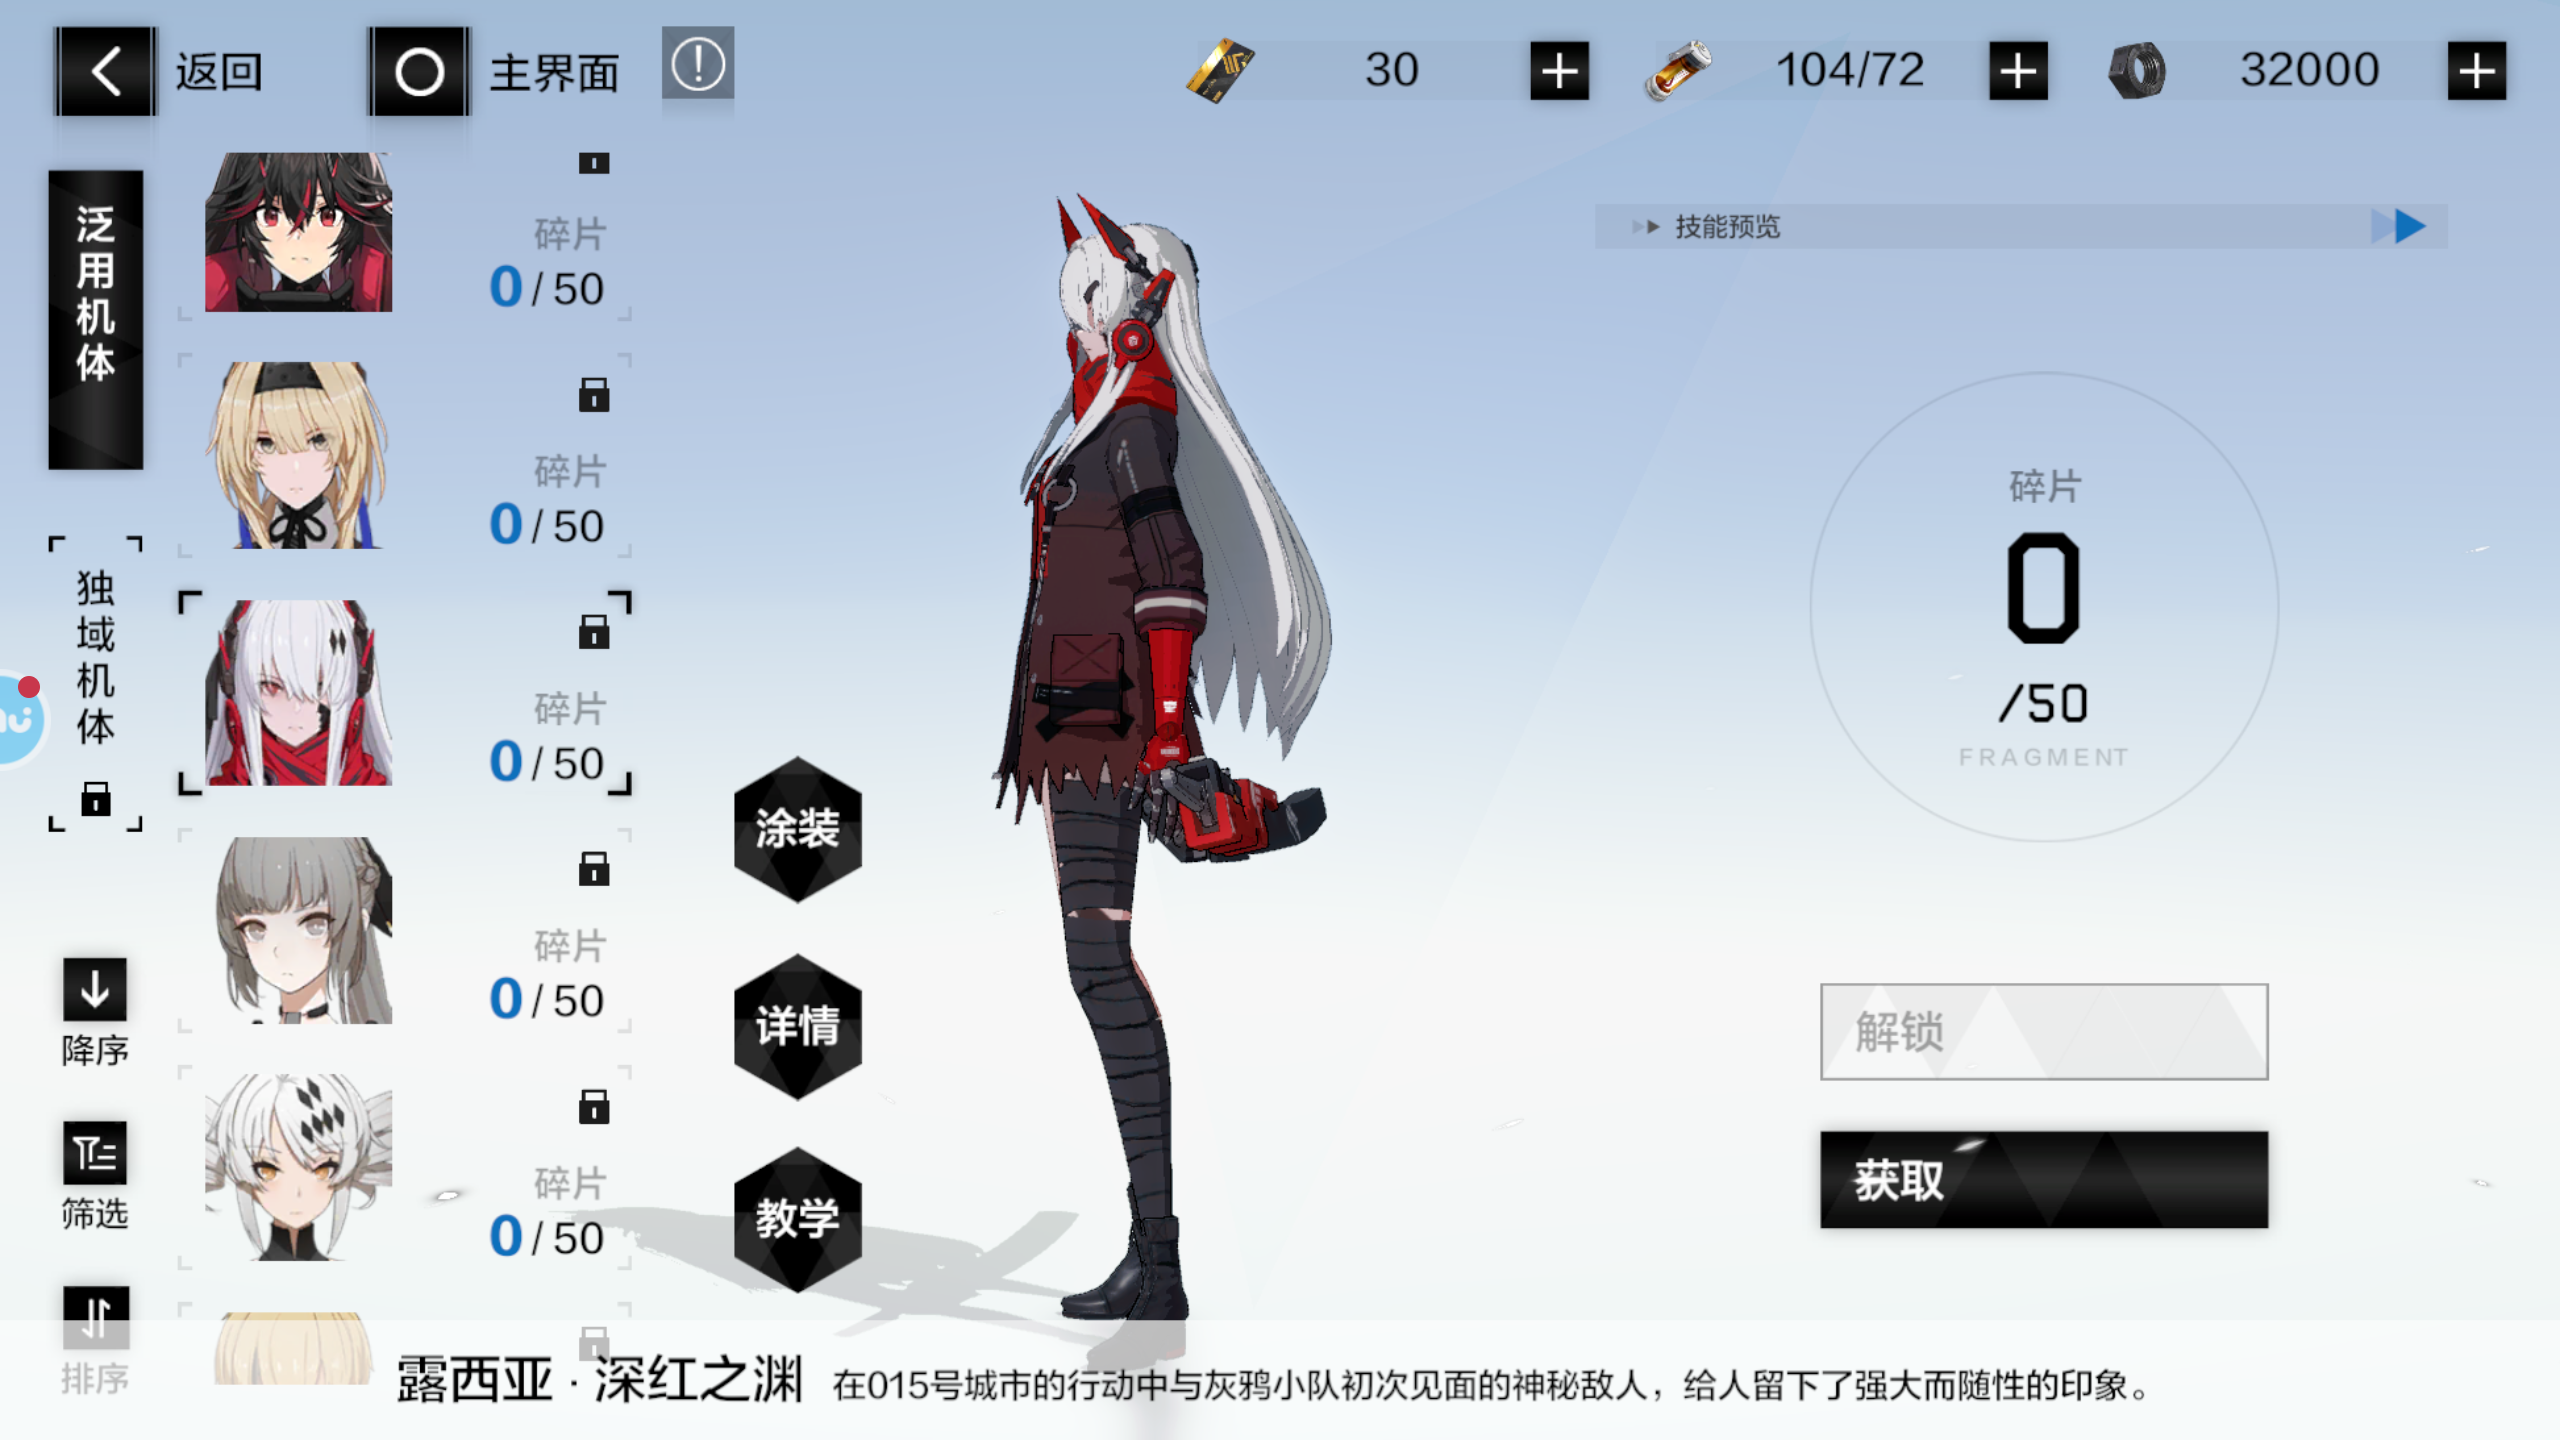 返回
主界面
30
104/72
32000
泛用机体
独域机体
降序
筛选
排序
碎片
0/50
碎片
0/50
碎片
0/50
碎片
0/50
碎片
0/50
涂装
详情
教学
技能预览
碎片
0
/50
FRAGMENT
解锁
获取
露西亚·深红之渊
在015号城市的行动中与灰鸦小队初次见面的神秘敌人，给人留下了强大而随性的印象。